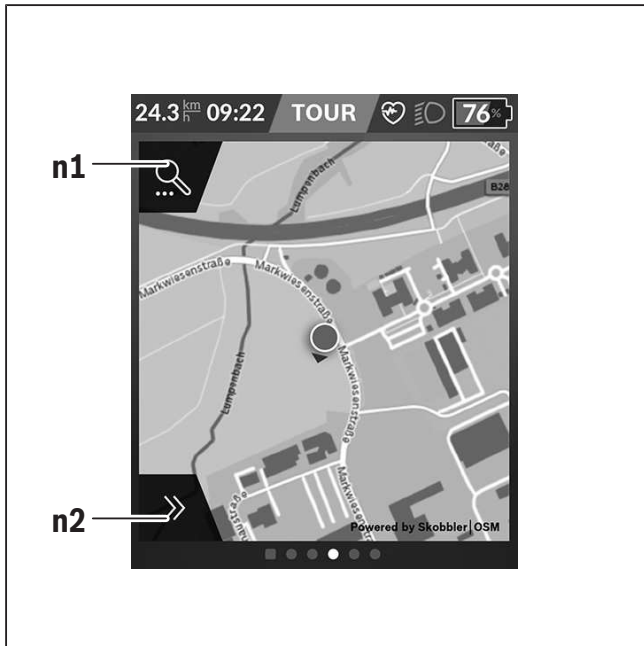 24.3 km/h 09:22 TOUR 76%
n1
Lumpenbach
B28
Markwiesenstraße
Markwiesenstraße
Markwiesenstraße
Lumpenbach
Markwiesenstraße
n2
Powered by Skobbler|OSM